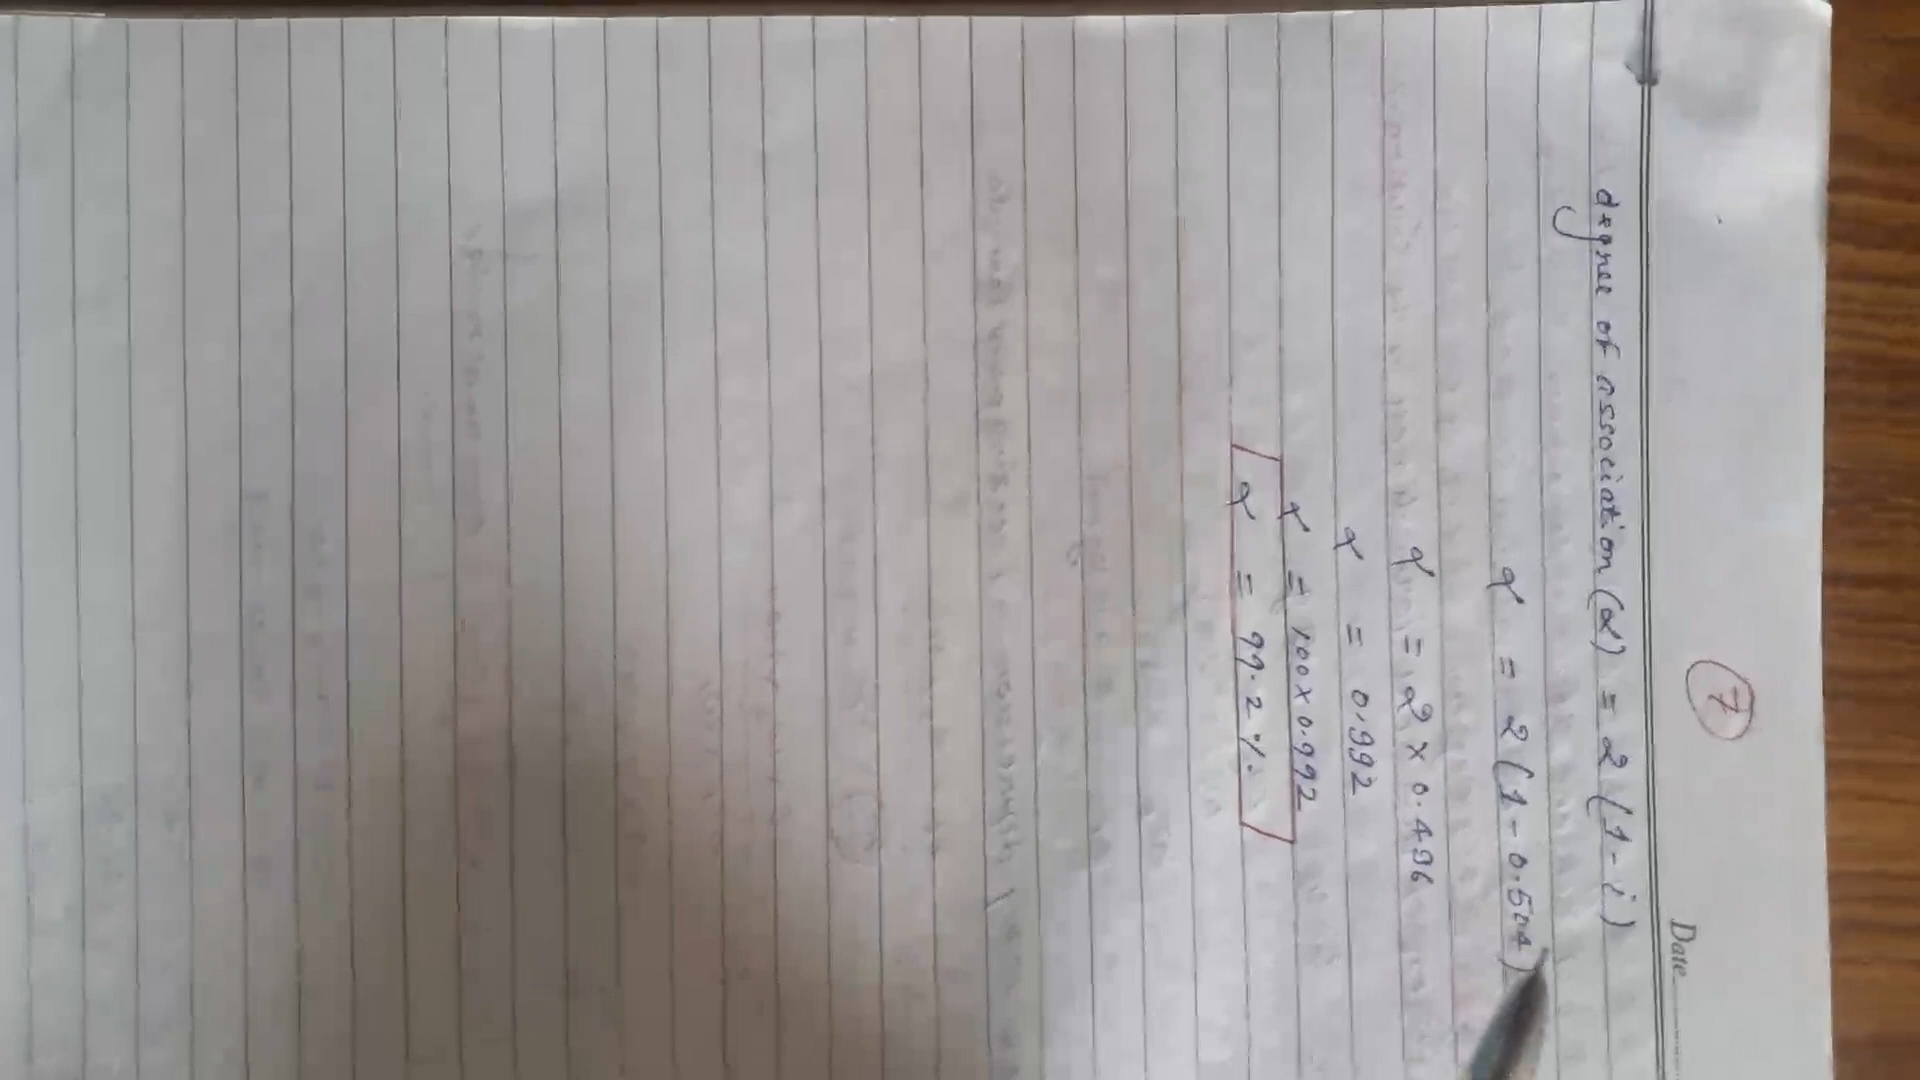 7
Date
degree of association (α) = 2 (1 - i)
α = 2 (1 - 0.504)
α = 2 × 0.496
α = 0.992
α = 100 × 0.992
α = 99.2 %